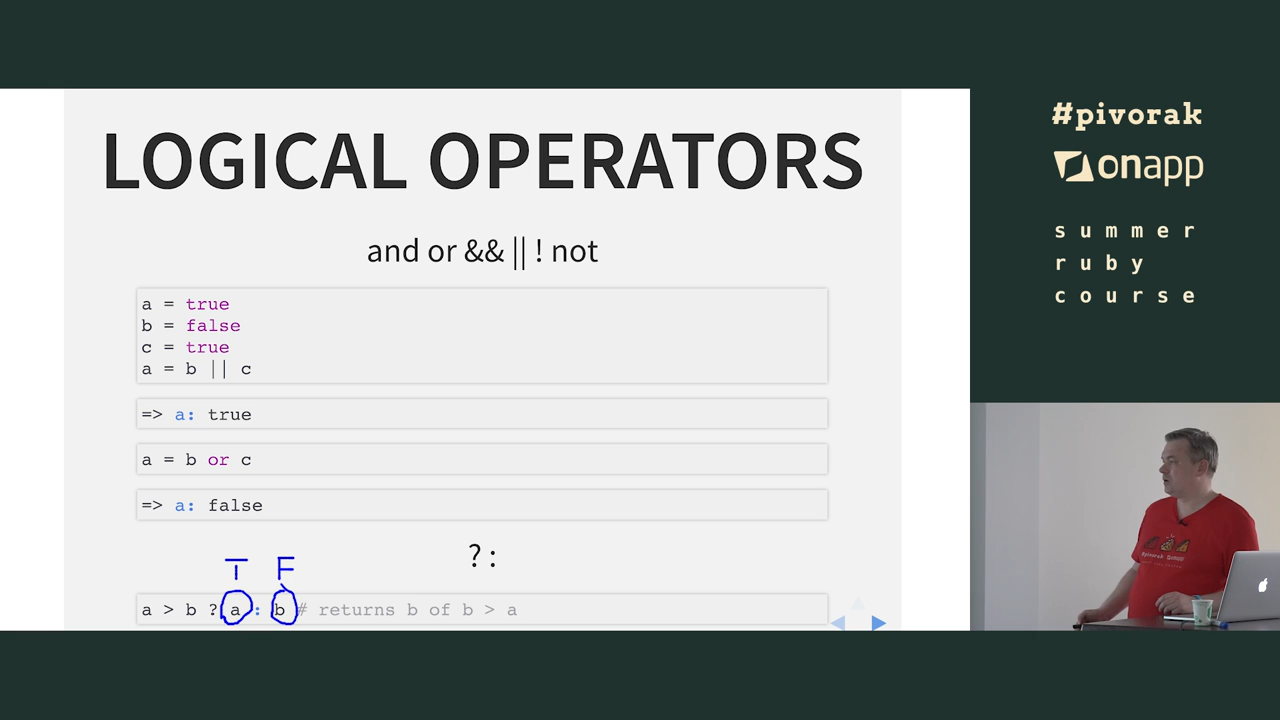 LOGICAL OPERATORS
and or && || ! not
a = true
b = false
c = true
a = b || c
=> a: true
a = b or c
=> a: false
? :
T F
a > b ? a : b # returns b of b > a
#pivorak
onapp
summer
ruby
course